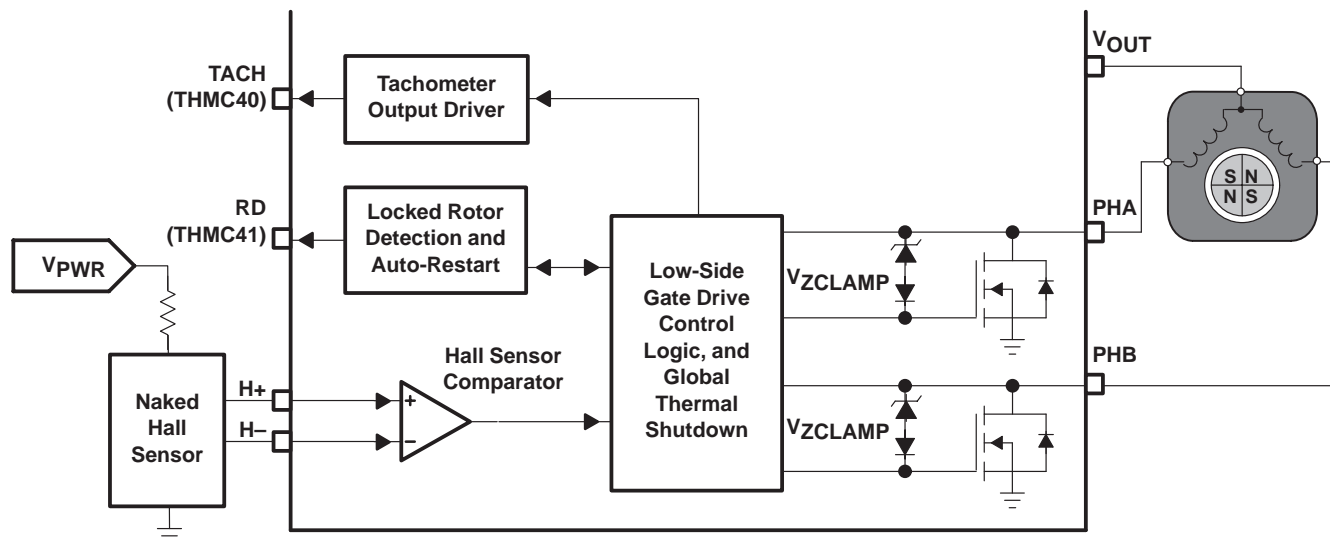 TACH
(THMC40)
Tachometer
Output Driver
VOUT
RD
(THMC41)
Locked Rotor
Detection and
Auto-Restart
VPWR
Low-Side
Gate Drive
Control
Logic, and
Global
Thermal
Shutdown
VZCLAMP
PHA
S N
N S
Naked
Hall
Sensor
H+
H–
Hall Sensor
Comparator
+
–
VZCLAMP
PHB